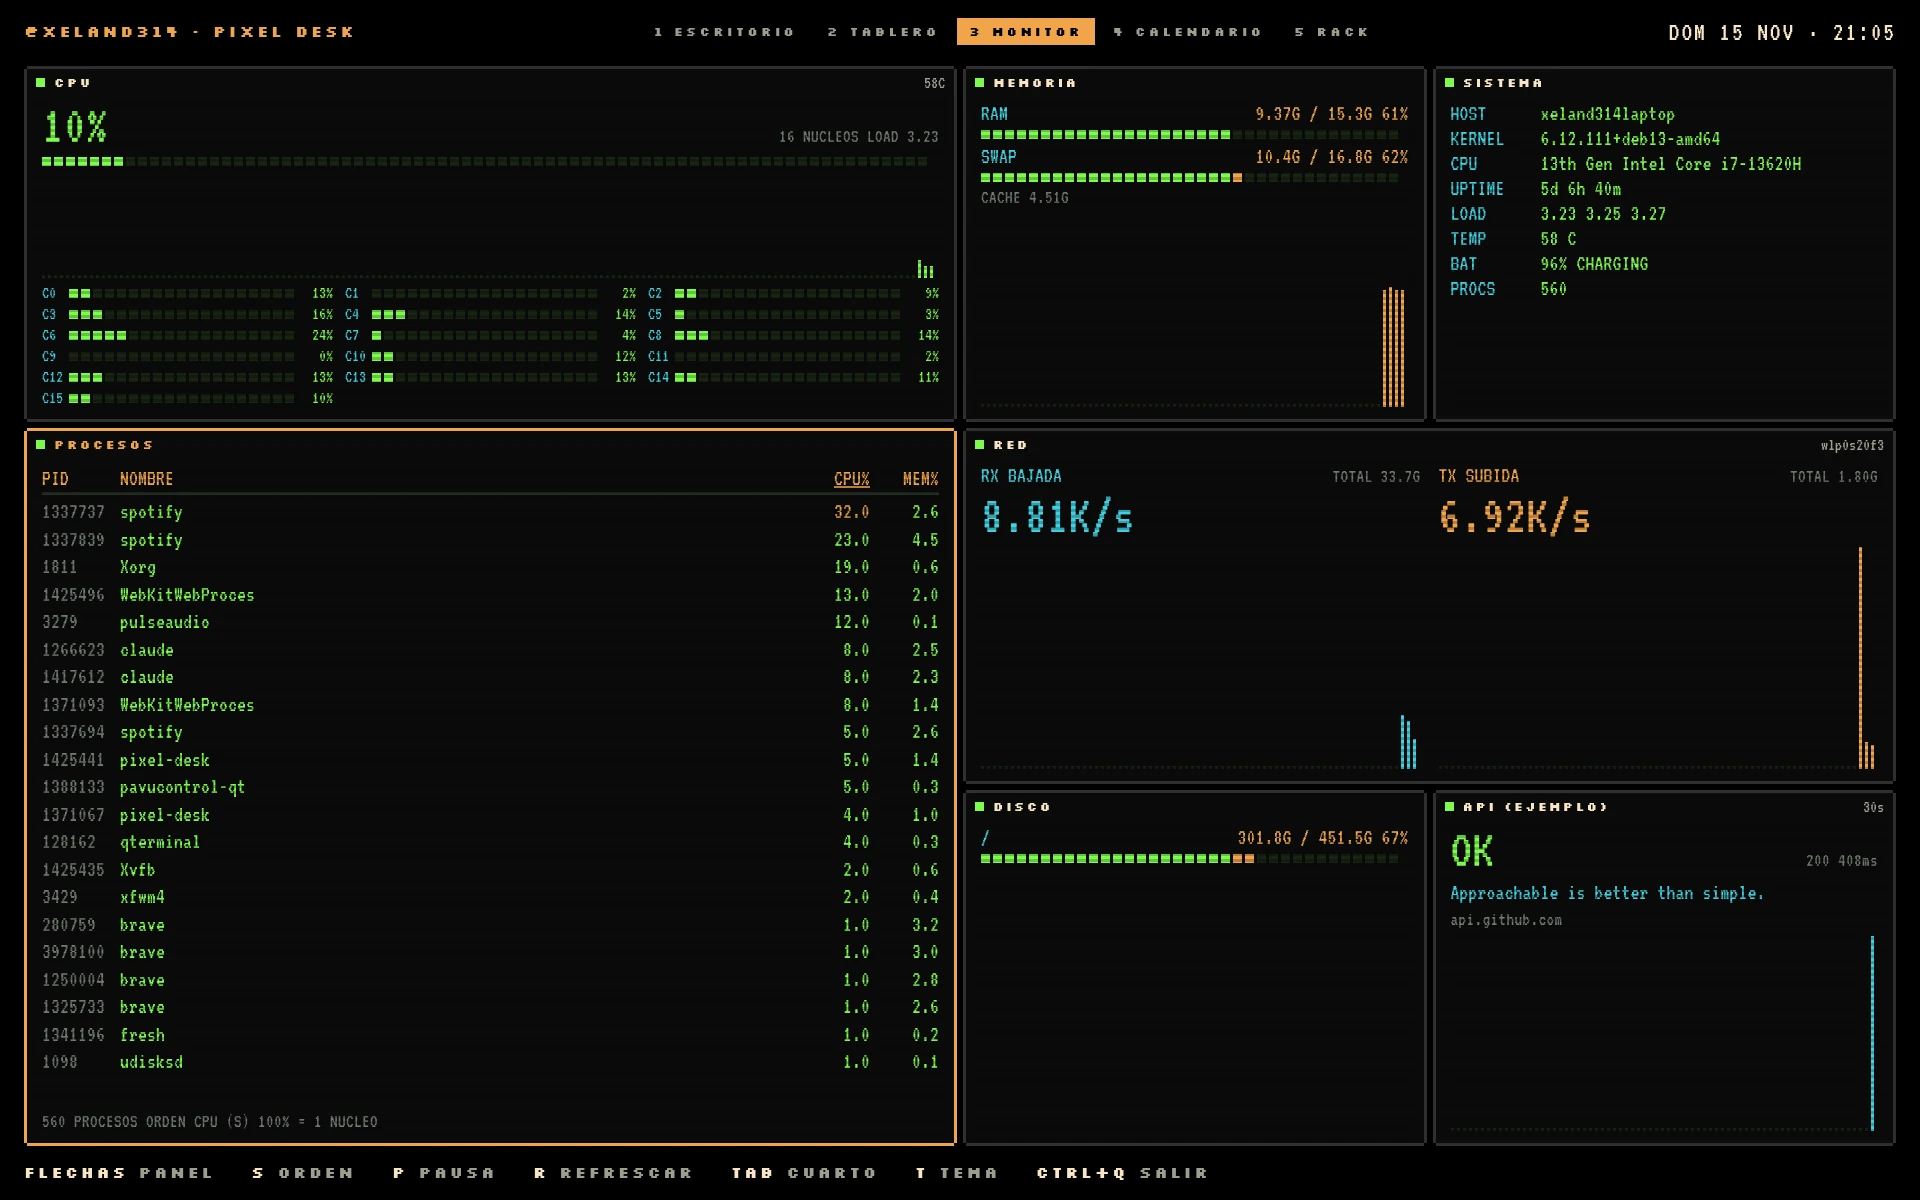 @XELAND314 · PIXEL DESK
1 ESCRITORIO 2 TABLERO 3 MONITOR 4 CALENDARIO 5 RACK
DOM 15 NOV · 21:05
CPU 58C
10%
16 NUCLEOS LOAD 3.23
C0 13% C1 2% C2 9%
C3 16% C4 14% C5 3%
C6 24% C7 4% C8 14%
C9 0% C10 12% C11 2%
C12 13% C13 13% C14 11%
C15 10%
MEMORIA
RAM 9.37G / 15.3G 61%
SWAP 10.4G / 16.8G 62%
CACHE 4.51G
SISTEMA
HOST xeland314laptop
KERNEL 6.12.111+deb13-amd64
CPU 13th Gen Intel Core i7-13620H
UPTIME 5d 6h 40m
LOAD 3.23 3.25 3.27
TEMP 58 C
BAT 96% CHARGING
PROCS 560
PROCESOS
PID NOMBRE CPU% MEM%
1337737 spotify 32.0 2.6
1337839 spotify 23.0 4.5
1811 Xorg 19.0 0.6
1425496 WebKitWebProces 13.0 2.0
3279 pulseaudio 12.0 0.1
1266623 claude 8.0 2.5
1417612 claude 8.0 2.3
1371093 WebKitWebProces 8.0 1.4
1337694 spotify 5.0 2.6
1425441 pixel-desk 5.0 1.4
1388133 pavucontrol-qt 5.0 0.3
1371067 pixel-desk 4.0 1.0
128162 qterminal 4.0 0.3
1425435 Xvfb 2.0 0.6
3429 xfwm4 2.0 0.4
280759 brave 1.0 3.2
3978100 brave 1.0 3.0
1250004 brave 1.0 2.8
1325733 brave 1.0 2.6
1341196 fresh 1.0 0.2
1098 udisksd 1.0 0.1
560 PROCESOS ORDEN CPU (S) 100% = 1 NUCLEO
RED wlp0s20f3
RX BAJADA TOTAL 33.7G
8.81K/s
TX SUBIDA TOTAL 1.80G
6.92K/s
DISCO
/ 301.8G / 451.5G 67%
API (EJEMPLO) 30s
OK
200 408ms
Approachable is better than simple.
api.github.com
FLECHAS PANEL S ORDEN P PAUSA R REFRESCAR TAB CUARTO T TEMA CTRL+Q SALIR